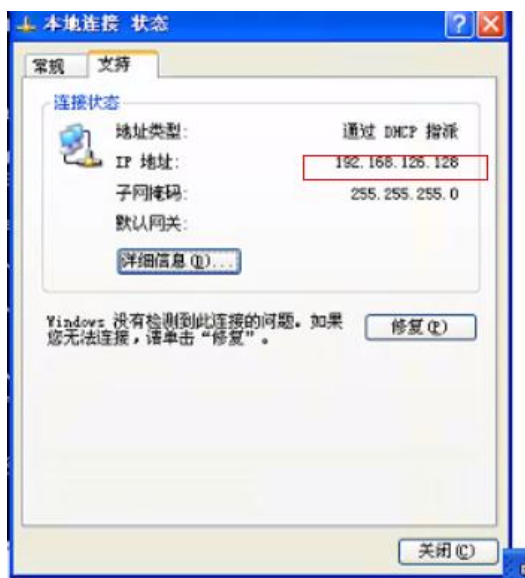 本地连接 状态
常规 支持
连接状态
地址类型: 通过 DHCP 指派
IP 地址: 192.168.126.128
子网掩码: 255.255.255.0
默认网关:
详细信息(D)...
Windows 没有检测到此连接的问题。如果
您无法连接，请单击“修复”。
修复(P)
关闭(C)